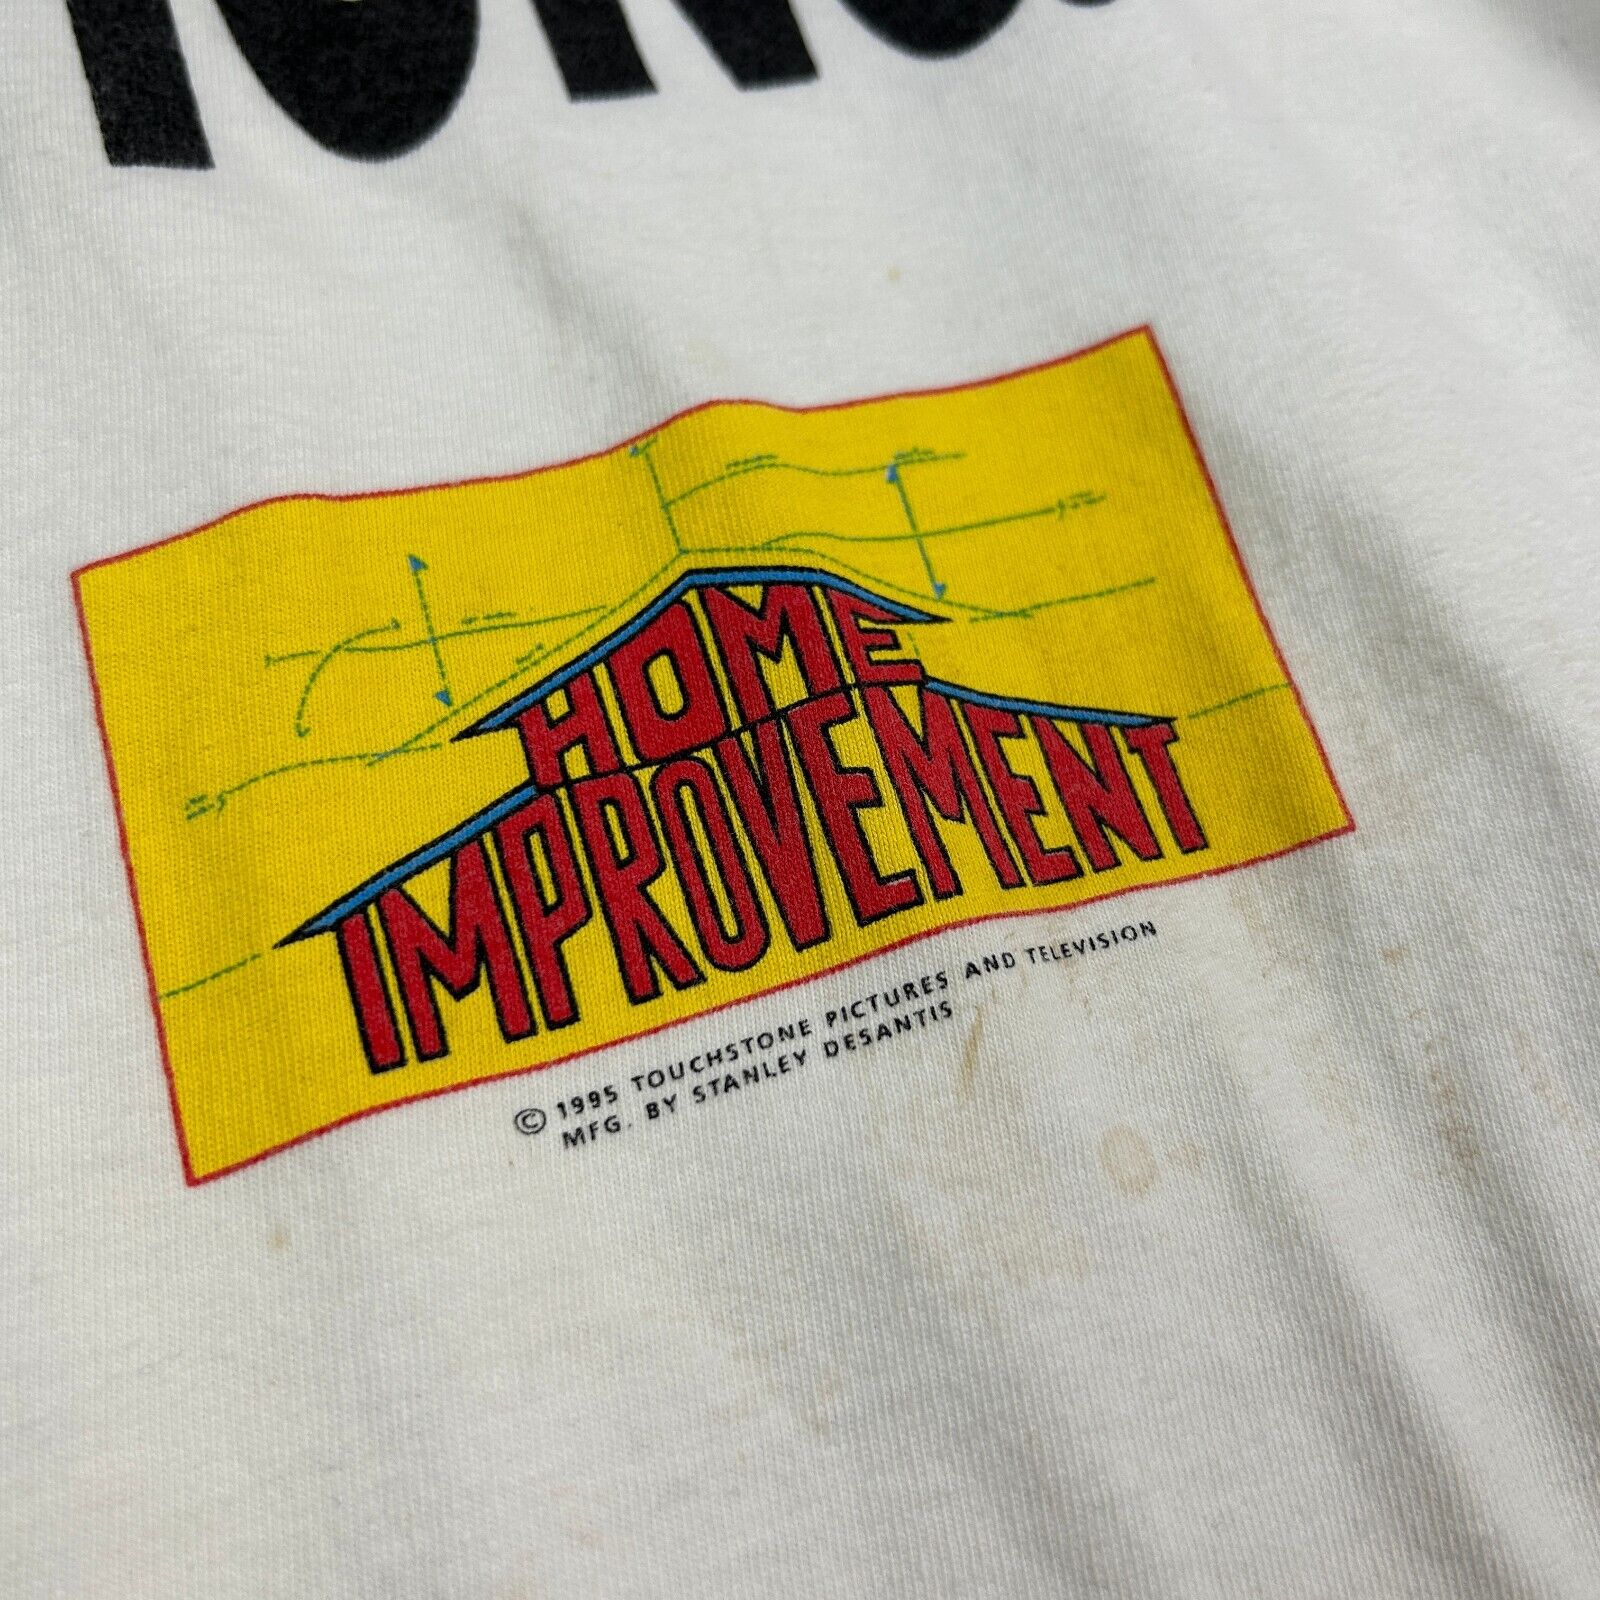 HOME
IMPROVEMENT
© 1995 TOUCHSTONE PICTURES AND TELEVISION
MFG. BY STANLEY DESANTIS